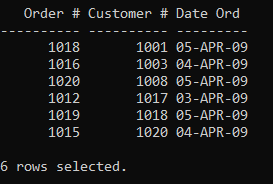 Order # Customer # Date Ord
---------- ---------- ---------
1018 1001 05-APR-09
1016 1003 04-APR-09
1020 1008 05-APR-09
1012 1017 03-APR-09
1019 1018 05-APR-09
1015 1020 04-APR-09
6 rows selected.